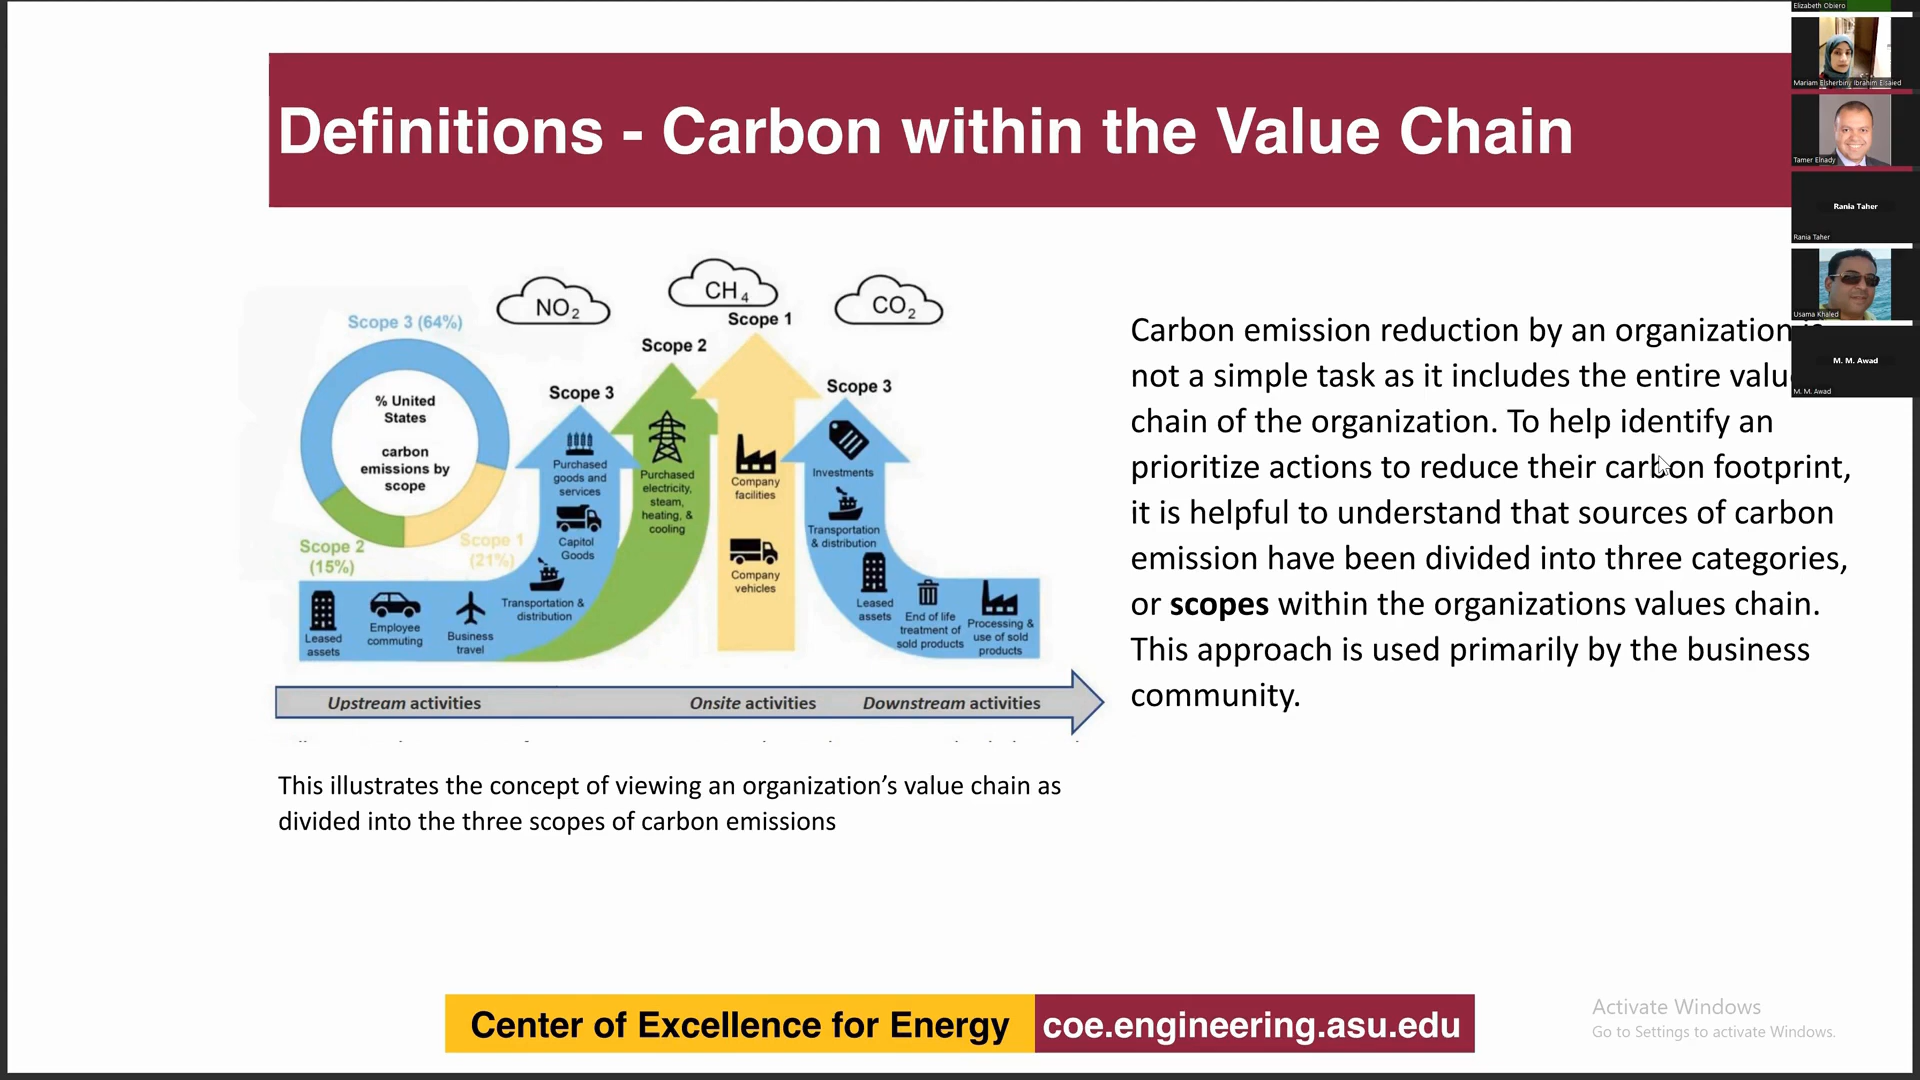 Definitions - Carbon within the Value Chain
NO2
CH4
CO2
Scope 3 (64%)
% United
States
carbon
emissions by
scope
Scope 2
(15%)
Scope 1
(21%)
Scope 3
Scope 2
Scope 1
Scope 3
Purchased
goods and
services
Capitol
Goods
Transportation &
distribution
Leased
assets
Employee
commuting
Business
travel
Purchased
electricity,
steam,
heating, &
cooling
Company
facilities
Company
vehicles
Investments
Transportation
& distribution
Leased
assets
End of life
treatment of
sold products
Processing &
use of sold
products
Upstream activities
Onsite activities
Downstream activities
This illustrates the concept of viewing an organization’s value chain as
divided into the three scopes of carbon emissions
Carbon emission reduction by an organization
not a simple task as it includes the entire valu
chain of the organization. To help identify an
prioritize actions to reduce their carbon footprint,
it is helpful to understand that sources of carbon
emission have been divided into three categories,
or scopes within the organizations values chain.
This approach is used primarily by the business
community.
Center of Excellence for Energy
coe.engineering.asu.edu
Activate Windows
Go to Settings to activate Windows.
Elizabeth Obiero
Mariam Elsherbiny Ibrahim Elsaied
Tamer Elnady
Rania Taher
Rania Taher
Usama Khaled
M. M. Awad
M. M. Awad